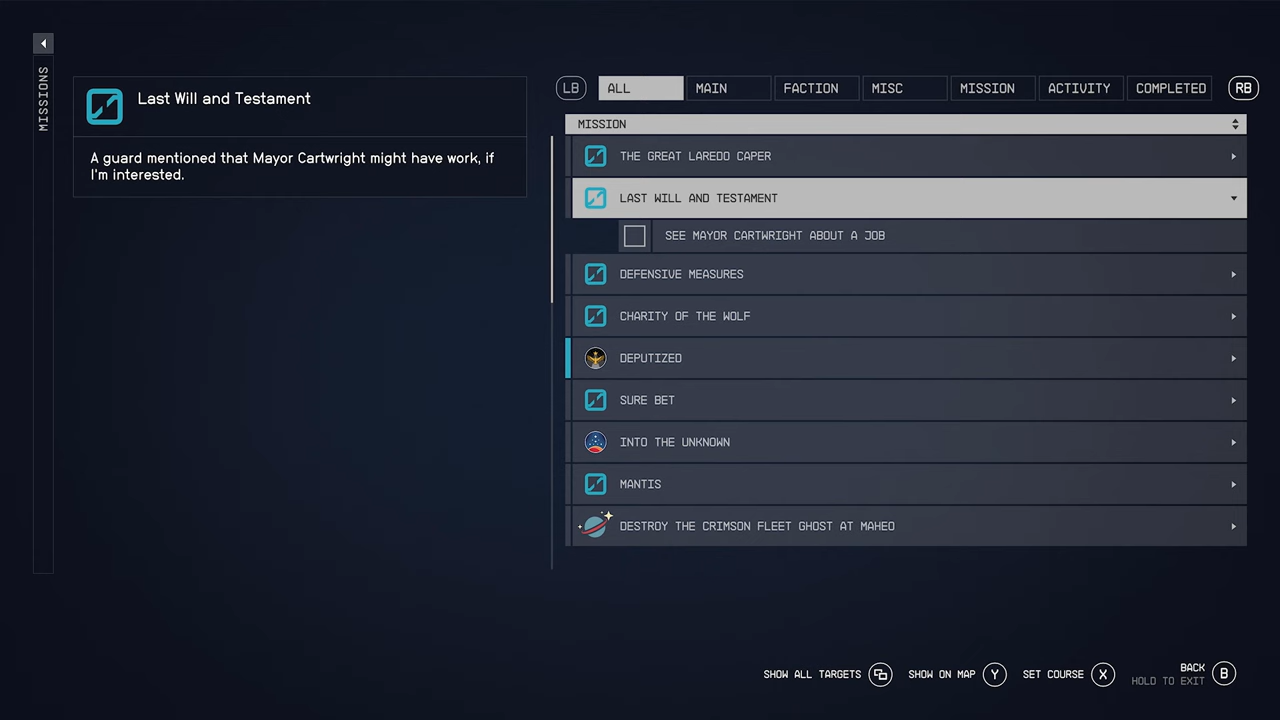 MISSIONS
Last Will and Testament
A guard mentioned that Mayor Cartwright might have work, if
I'm interested.
LB
ALL
MAIN
FACTION
MISC
MISSION
ACTIVITY
COMPLETED
RB
MISSION
THE GREAT LAREDO CAPER
LAST WILL AND TESTAMENT
SEE MAYOR CARTWRIGHT ABOUT A JOB
DEFENSIVE MEASURES
CHARITY OF THE WOLF
DEPUTIZED
SURE BET
INTO THE UNKNOWN
MANTIS
DESTROY THE CRIMSON FLEET GHOST AT MAHEO
SHOW ALL TARGETS
SHOW ON MAP
Y
SET COURSE
X
BACK
HOLD TO EXIT
B